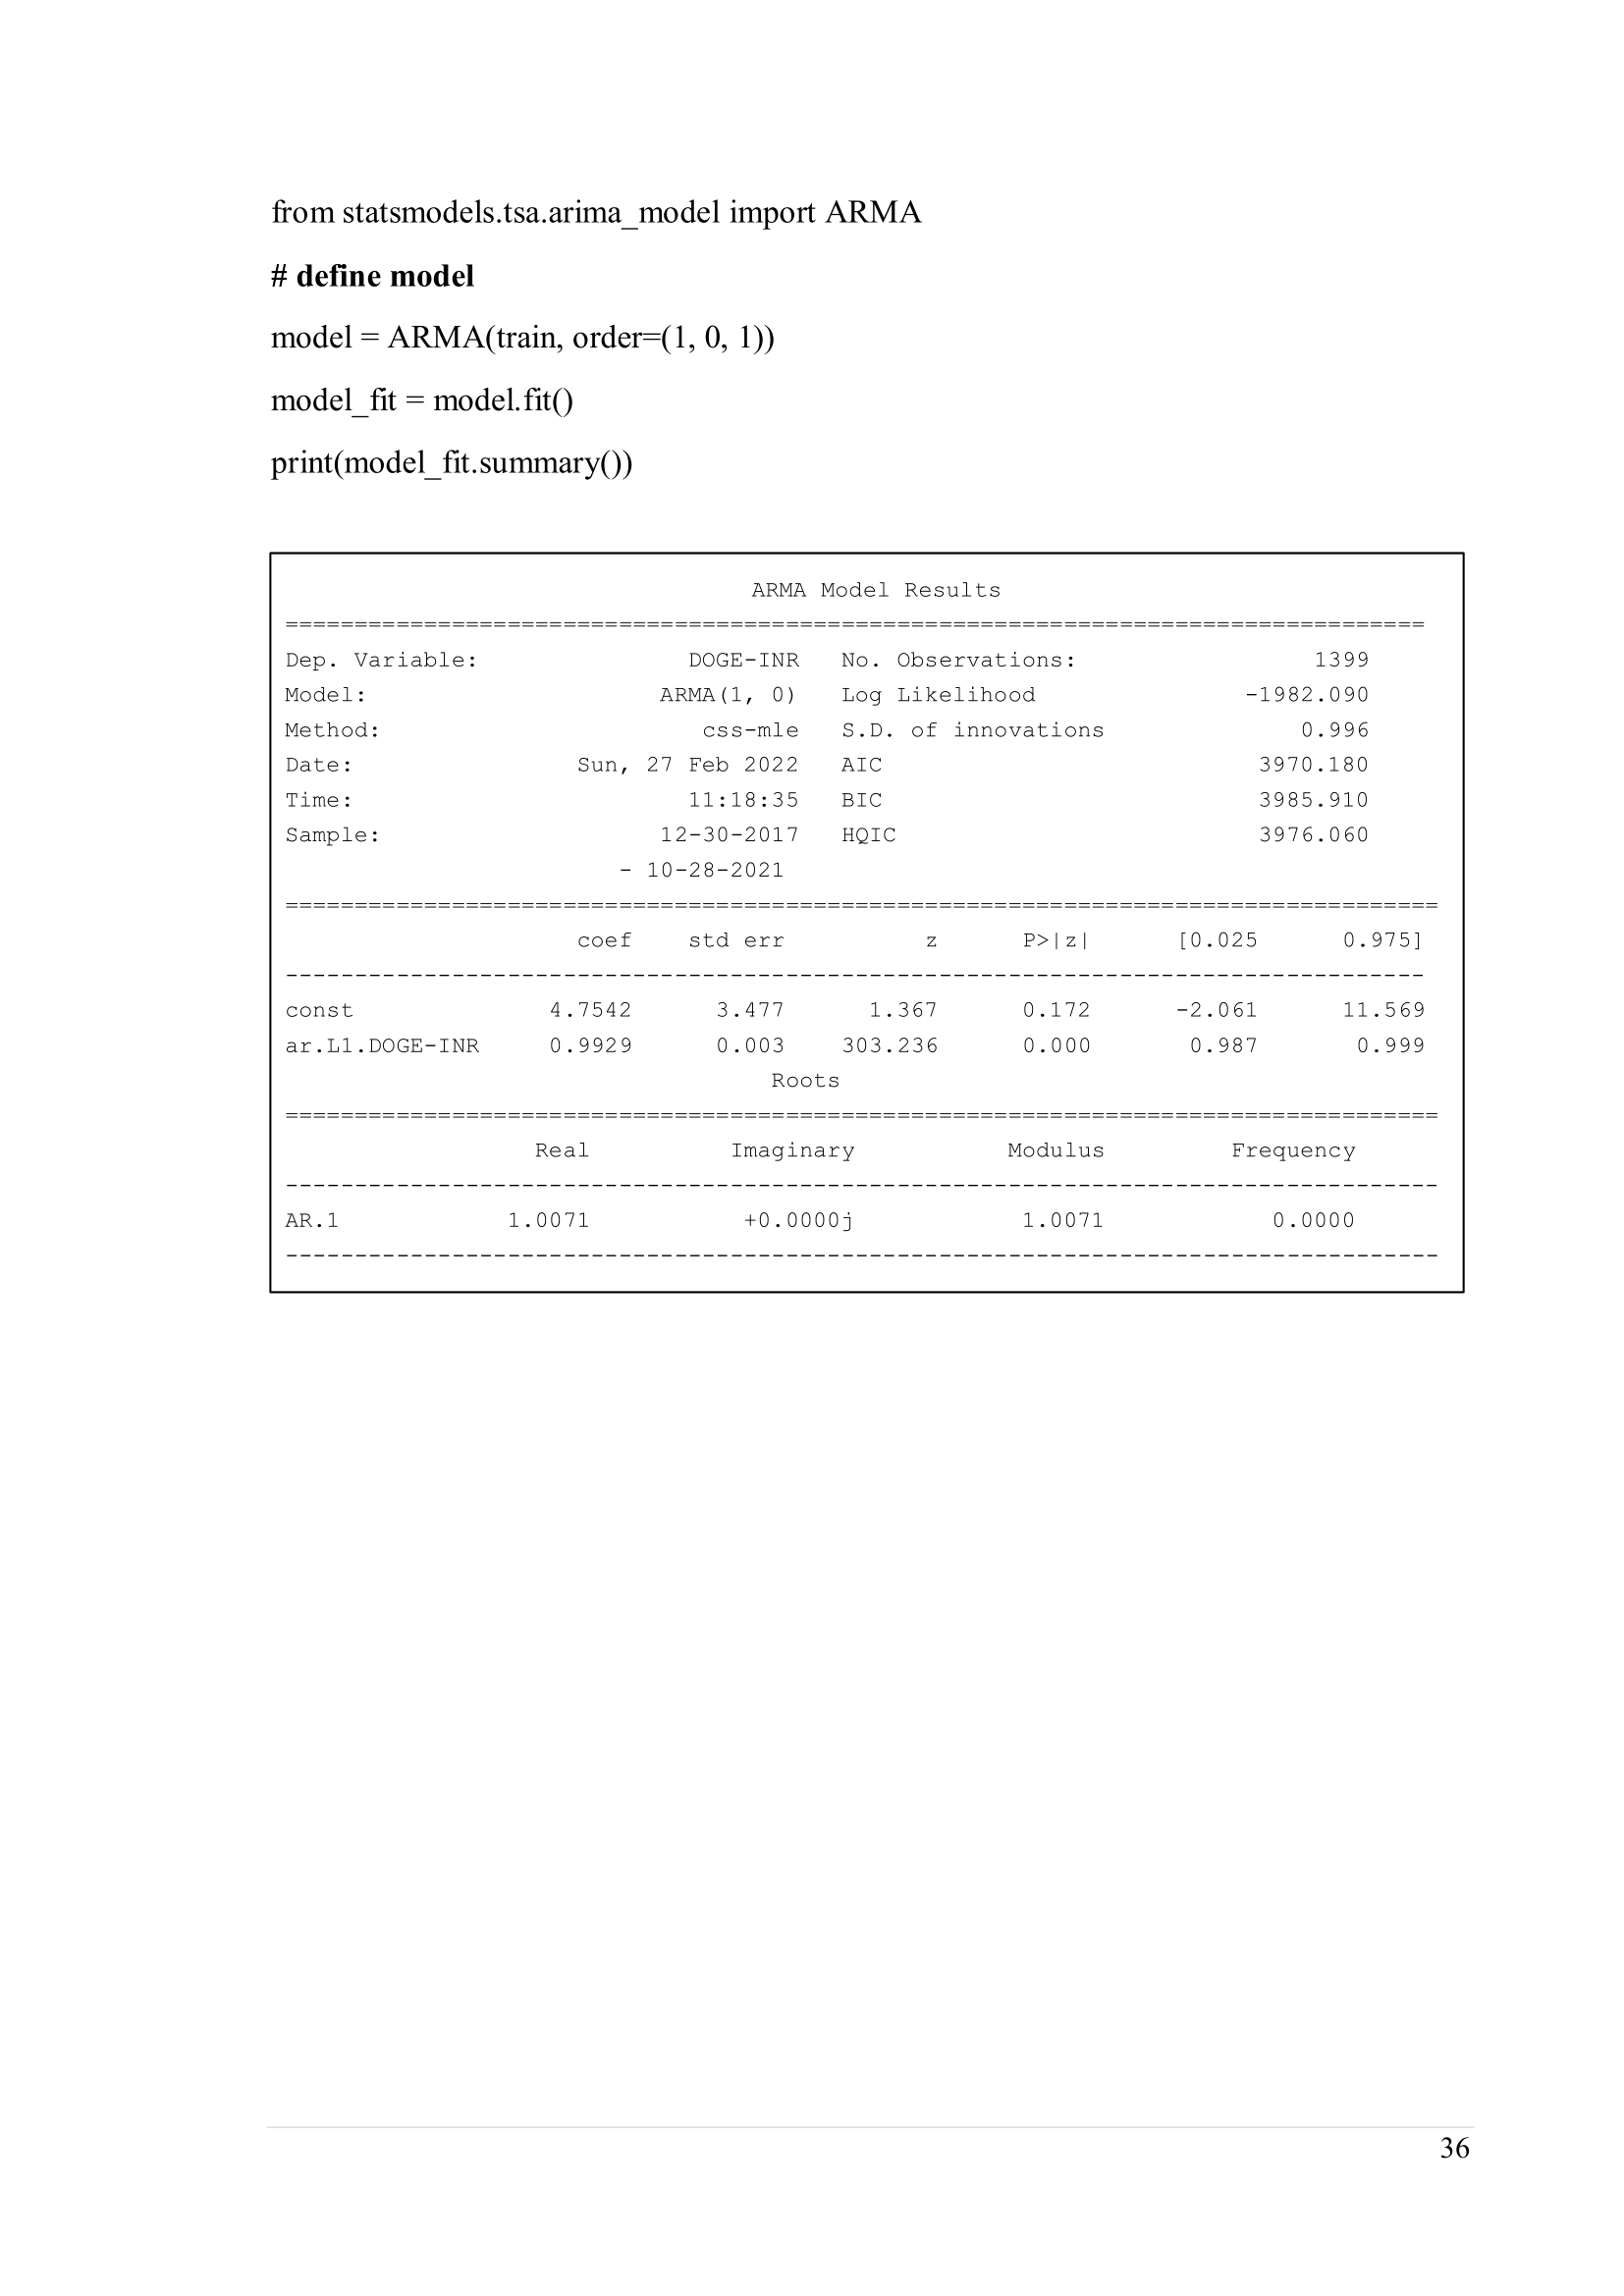 from statsmodels.tsa.arima_model import ARMA
# define model
model = ARMA(train, order=(1, 0, 1))
model_fit = model.fit()
print(model_fit.summary())
ARMA Model Results
==================================================================================
Dep. Variable: DOGE-INR No. Observations: 1399
Model: ARMA(1, 0) Log Likelihood -1982.090
Method: css-mle S.D. of innovations 0.996
Date: Sun, 27 Feb 2022 AIC 3970.180
Time: 11:18:35 BIC 3985.910
Sample: 12-30-2017 HQIC 3976.060
- 10-28-2021
===================================================================================
coef std err z P>|z| [0.025 0.975]
----------------------------------------------------------------------------------
const 4.7542 3.477 1.367 0.172 -2.061 11.569
ar.L1.DOGE-INR 0.9929 0.003 303.236 0.000 0.987 0.999
Roots
===================================================================================
Real Imaginary Modulus Frequency
-----------------------------------------------------------------------------------
AR.1 1.0071 +0.0000j 1.0071 0.0000
-----------------------------------------------------------------------------------
36